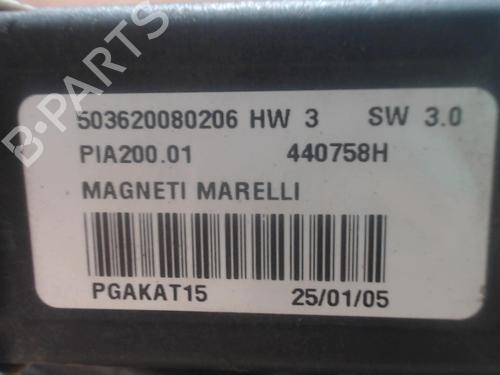 503620080206 HW 3 SW 3.0
PIA200.01 440758H
MAGNETI MARELLI
PGAKAT15 25/01/05
B-PARTS